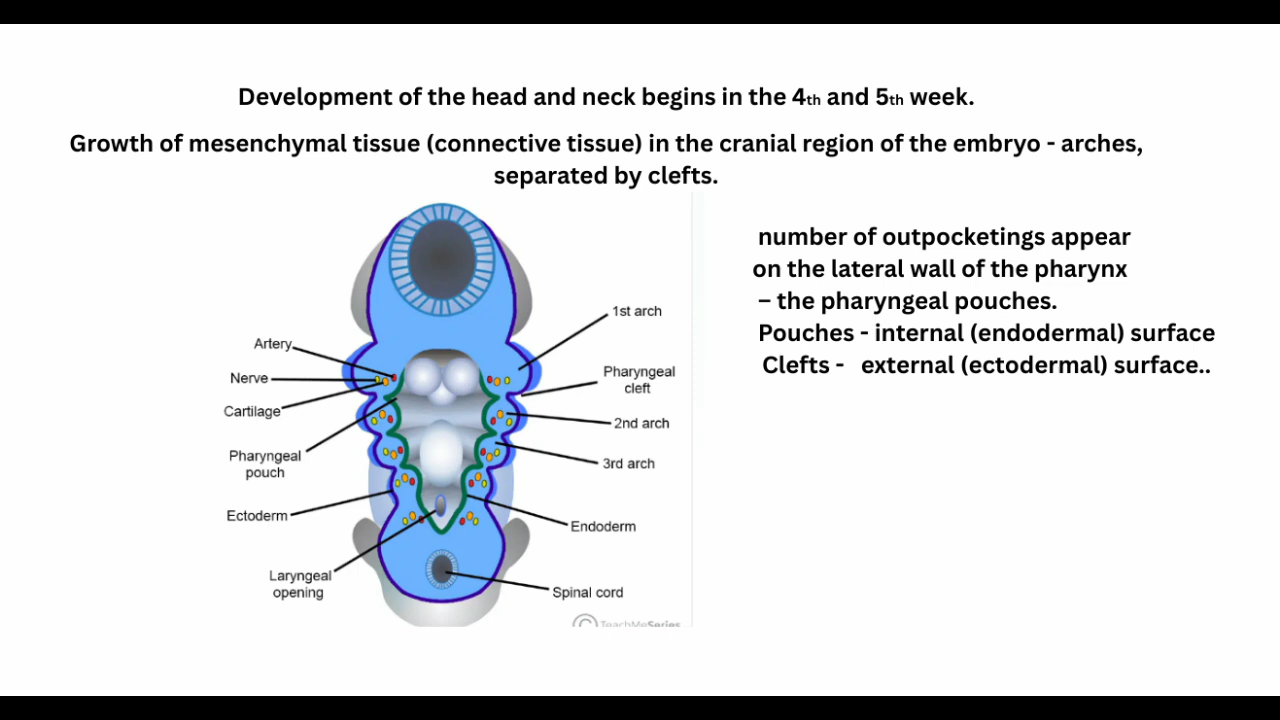 Development of the head and neck begins in the 4th and 5th week.
Growth of mesenchymal tissue (connective tissue) in the cranial region of the embryo - arches,
separated by clefts.
number of outpocketings appear
on the lateral wall of the pharynx
– the pharyngeal pouches.
Pouches - internal (endodermal) surface
Clefts - external (ectodermal) surface..
1st arch
Artery
Nerve
Pharyngeal
cleft
Cartilage
2nd arch
Pharyngeal
pouch
3rd arch
Ectoderm
Endoderm
Laryngeal
opening
Spinal cord
TeachMeSeries